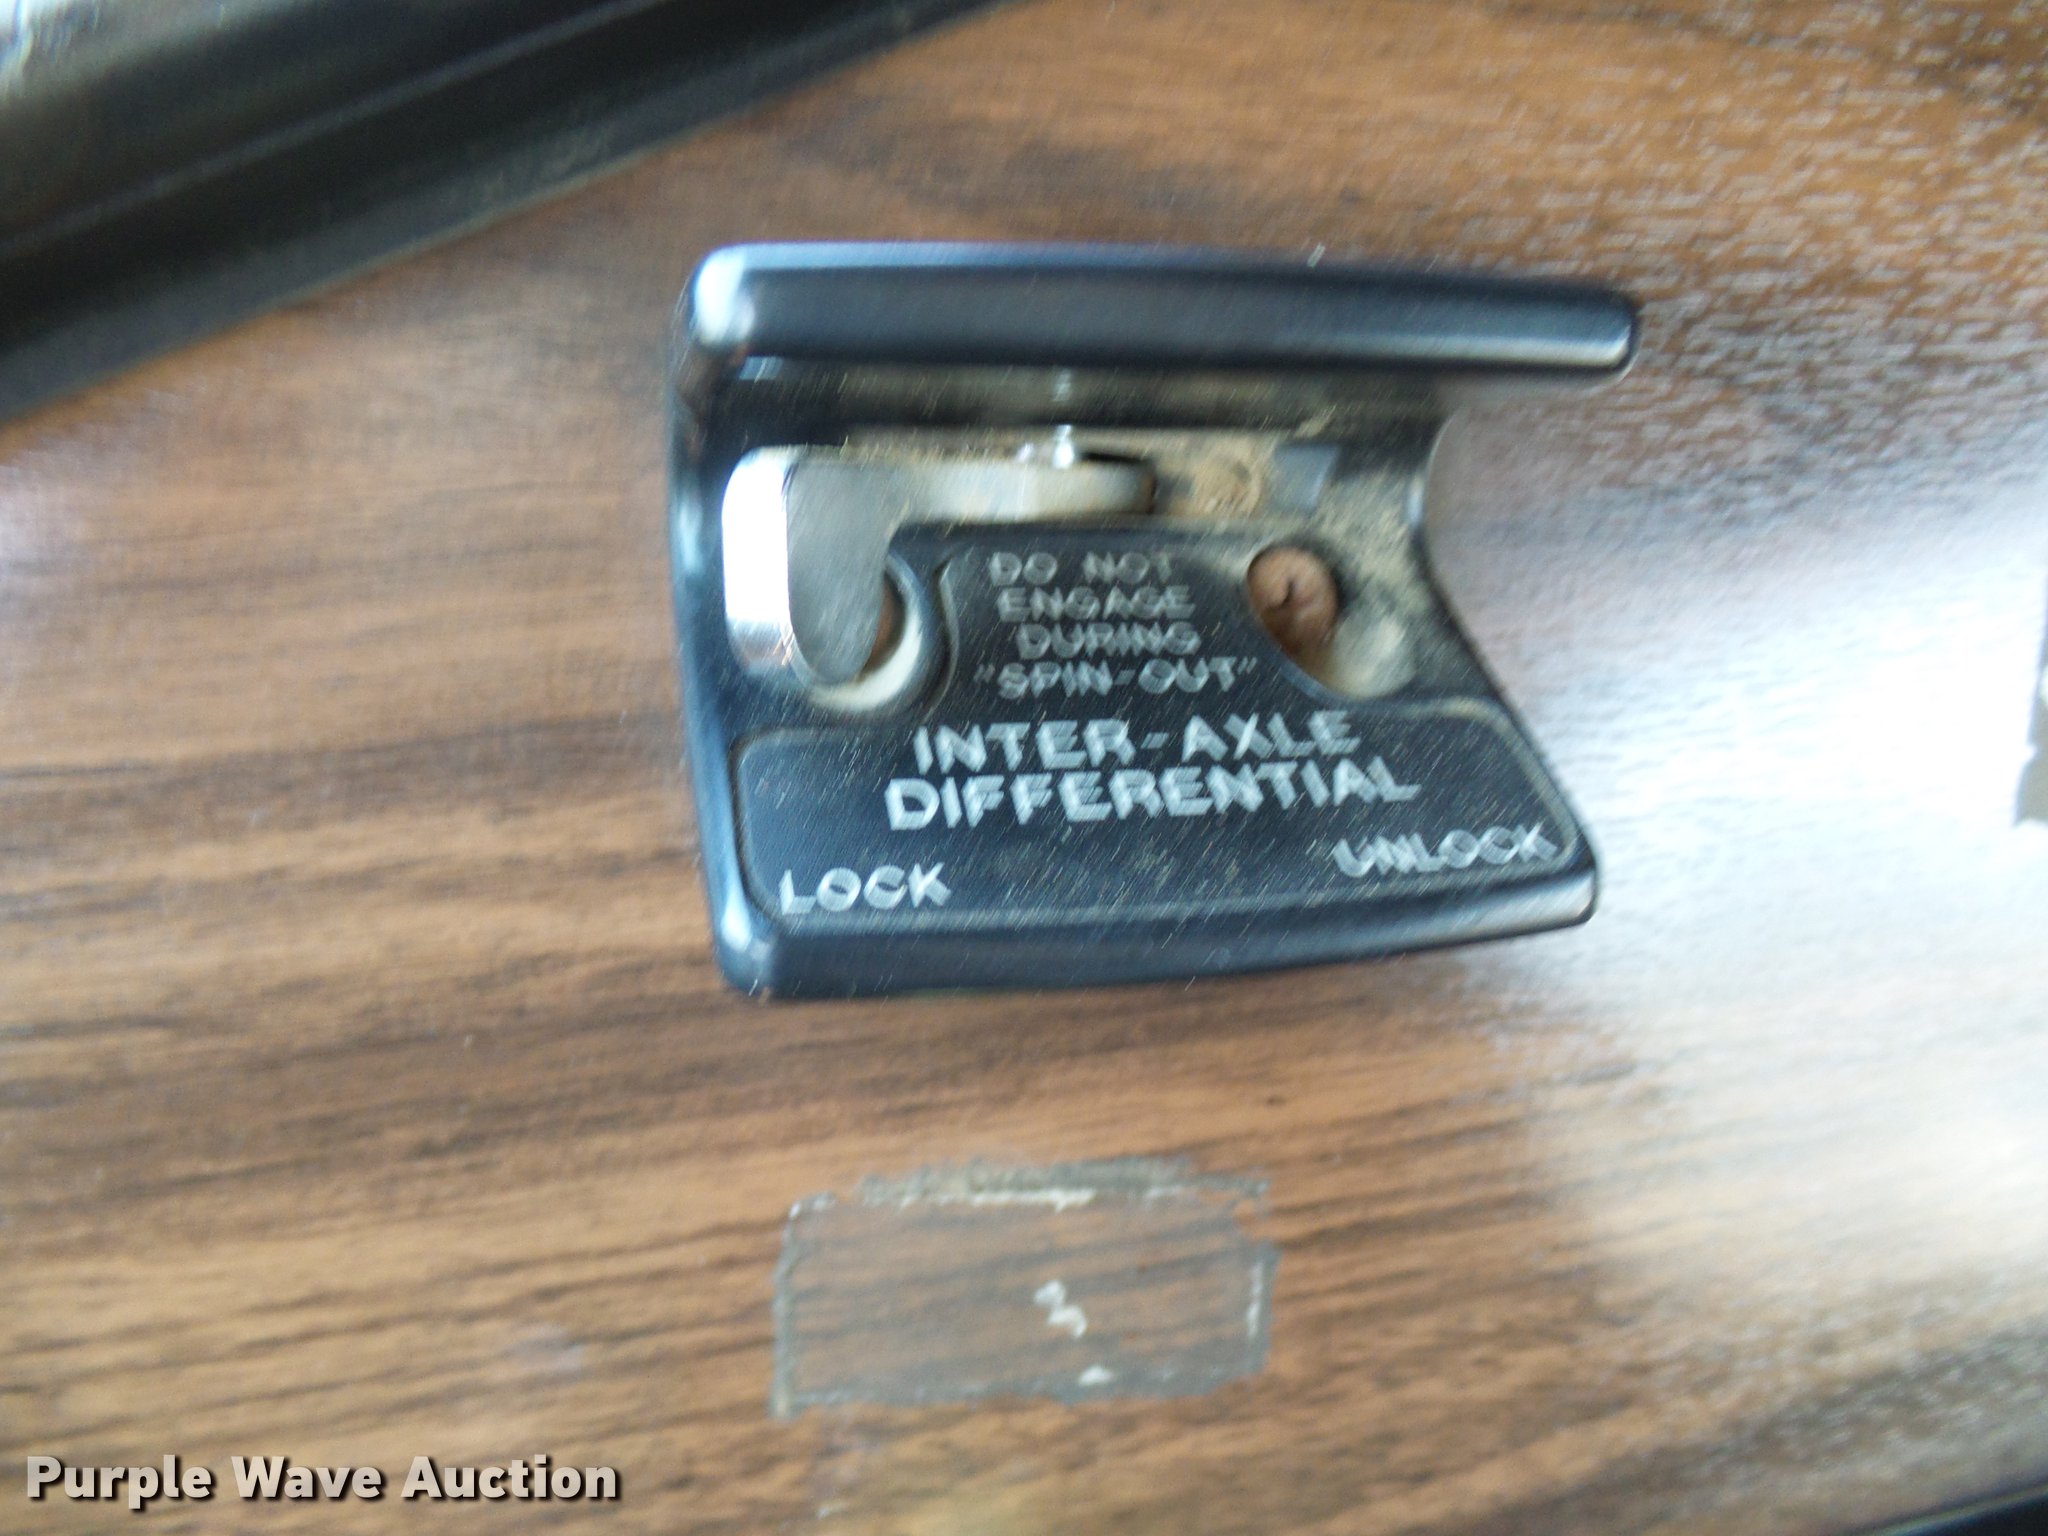 DO NOT
ENGAGE
DURING
"SPIN-OUT"
INTER-AXLE
DIFFERENTIAL
LOCK UNLOCK
Purple Wave Auction